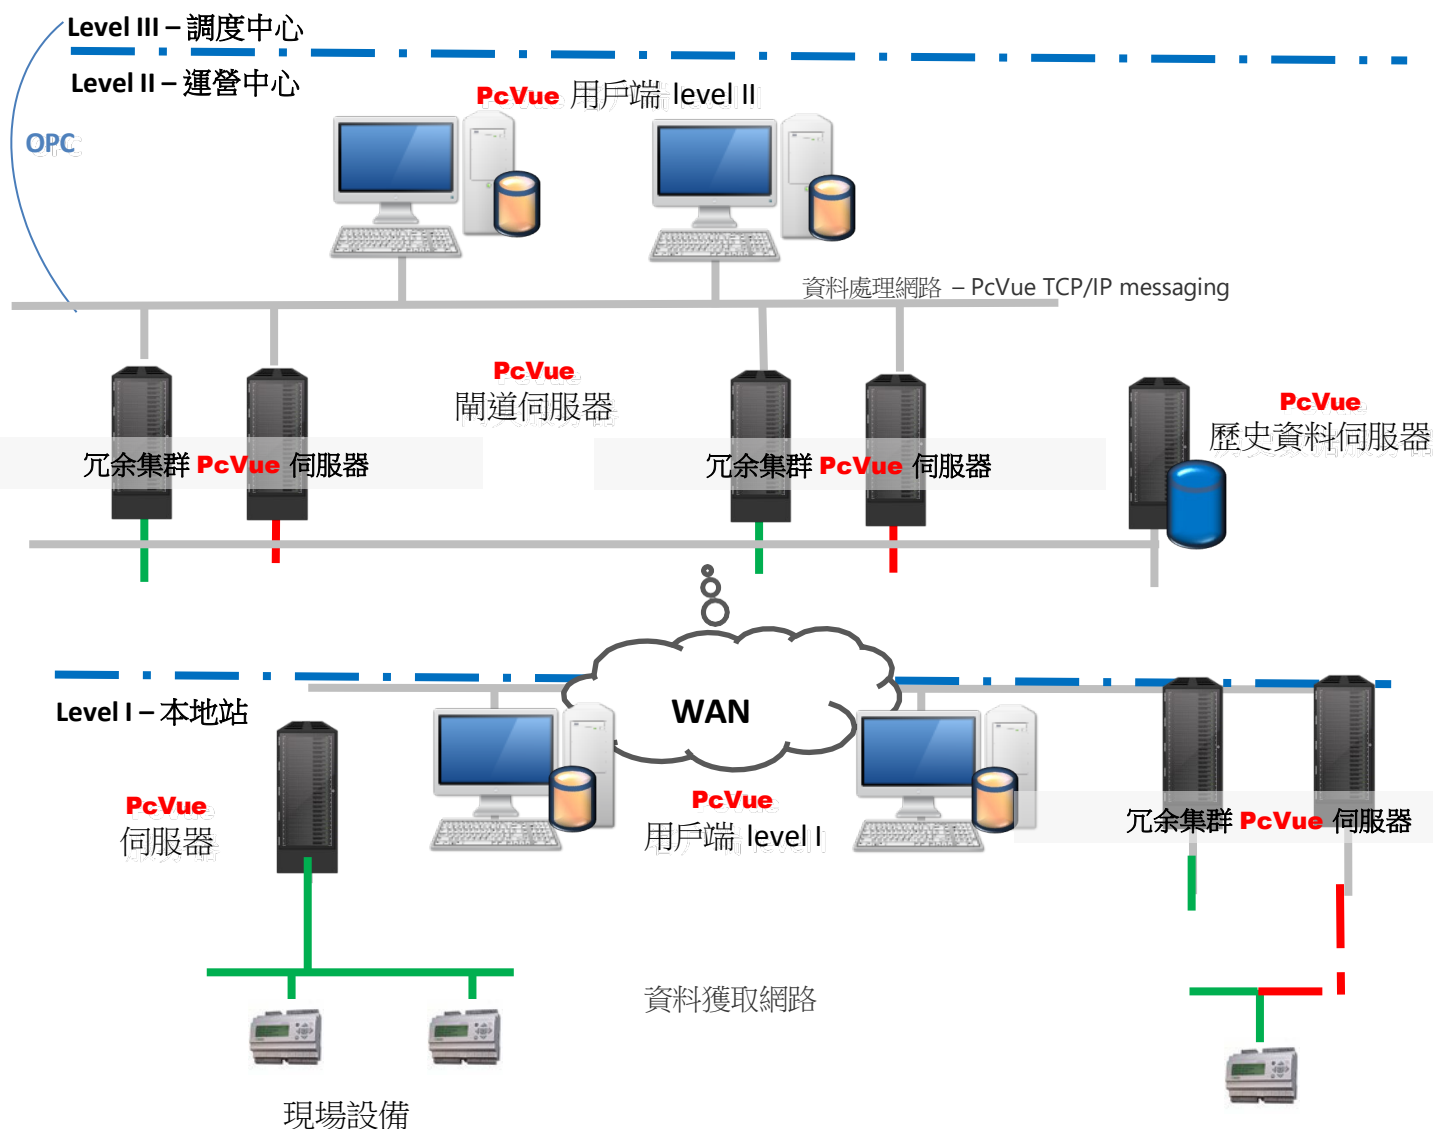 Level III – 調度中心
Level II – 運營中心
PcVue 用戶端 level II
OPC
資料處理網路 – PcVue TCP/IP messaging
PcVue
閘道伺服器
PcVue
歷史資料伺服器
冗余集群 PcVue 伺服器
冗余集群 PcVue 伺服器
WAN
Level I – 本地站
PcVue
伺服器
PcVue
用戶端 level I
冗余集群 PcVue 伺服器
資料獲取網路
現場設備